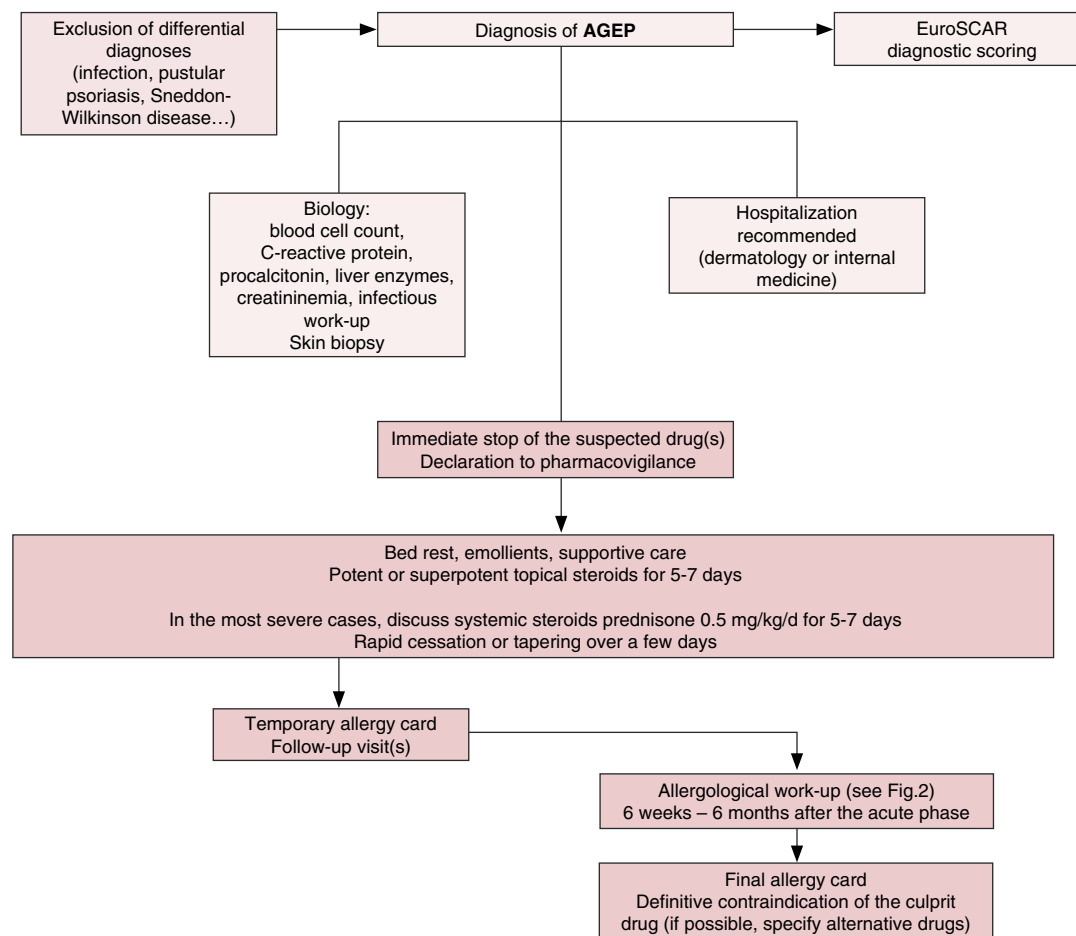 Exclusion of differential
diagnoses
(infection, pustular
psoriasis, Sneddon-
Wilkinson disease…)
Diagnosis of AGEP
EuroSCAR
diagnostic scoring
Biology:
blood cell count,
C-reactive protein,
procalcitonin, liver enzymes,
creatininemia, infectious
work-up
Skin biopsy
Hospitalization
recommended
(dermatology or internal
medicine)
Immediate stop of the suspected drug(s)
Declaration to pharmacovigilance
Bed rest, emollients, supportive care
Potent or superpotent topical steroids for 5-7 days
In the most severe cases, discuss systemic steroids prednisone 0.5 mg/kg/d for 5-7 days
Rapid cessation or tapering over a few days
Temporary allergy card
Follow-up visit(s)
Allergological work-up (see Fig.2)
6 weeks – 6 months after the acute phase
Final allergy card
Definitive contraindication of the culprit
drug (if possible, specify alternative drugs)